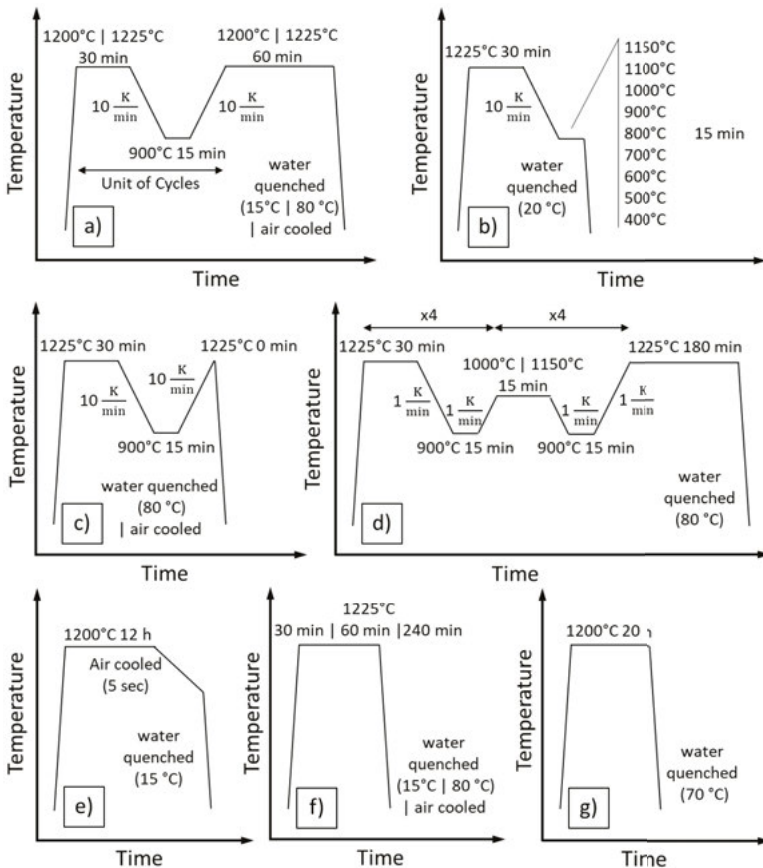 1200°C | 1225°C
30 min
1200°C | 1225°C
60 min
10 K/min
10 K/min
900°C 15 min
Unit of Cycles
water
quenched
(15°C | 80 °C)
| air cooled
a)
Temperature
Time
1225°C 30 min
10 K/min
water
quenched
(20 °C)
1150°C
1100°C
1000°C
900°C
800°C
700°C
600°C
500°C
400°C
15 min
b)
Temperature
Time
1225°C 30 min
1225°C 0 min
10 K/min
10 K/min
900°C 15 min
water quenched
(80 °C)
| air cooled
c)
Temperature
Time
x4
x4
1225°C 30 min
1000°C | 1150°C
15 min
1225°C 180 min
1 K/min
1 K/min
1 K/min
1 K/min
900°C 15 min
900°C 15 min
water
quenched
(80 °C)
d)
Temperature
Time
1200°C 12 h
Air cooled
(5 sec)
water
quenched
(15 °C)
e)
Temperature
Time
1225°C
30 min | 60 min |240 min
water
quenched
(15°C | 80 °C)
| air cooled
f)
Temperature
Time
1200°C 20
water
quenched
(70 °C)
g)
Temperature
Time